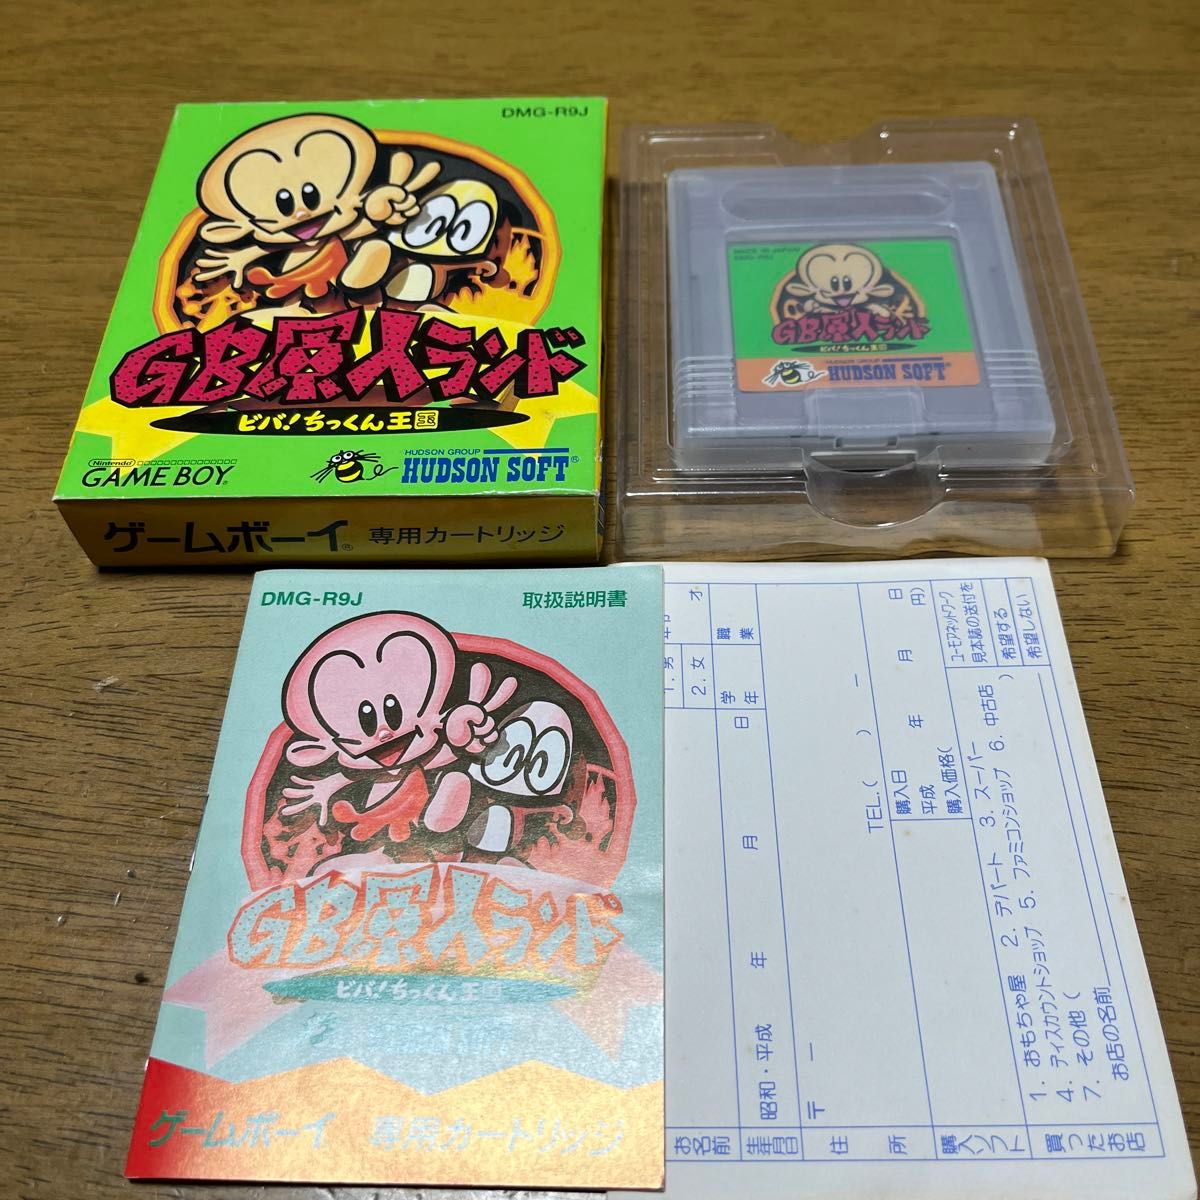 DMG-R9J
GB原人ランド
ビバ!ちっくん王国
Nintendo
GAME BOY
HUDSON GROUP
HUDSON SOFT®
ゲームボーイ® 専用カートリッジ
MADE IN JAPAN
DMG-R9J
GB原人ランド
ビバ!ちっくん王国
HUDSON GROUP
HUDSON SOFT®
DMG-R9J
取扱説明書
GB原人ランド
ビバ!ちっくん王国
ゲームボーイ 専用カートリッジ
お名前
1. 男
2. 女
才
生年月日
昭和・平成 年 月 日
学年
職業
住所
〒 －
TEL.( ) －
購入ソフト
購入日
平成 年 月 日
購入価格( 円)
ユーモアネットワーク
見本誌の送付を
希望する
希望しない
買ったお店
1. おもちゃ屋 2. デパート 3. スーパー
4. ディスカウントショップ 5. ファミコンショップ 6. 中古店
7. その他 ( )
お店の名前